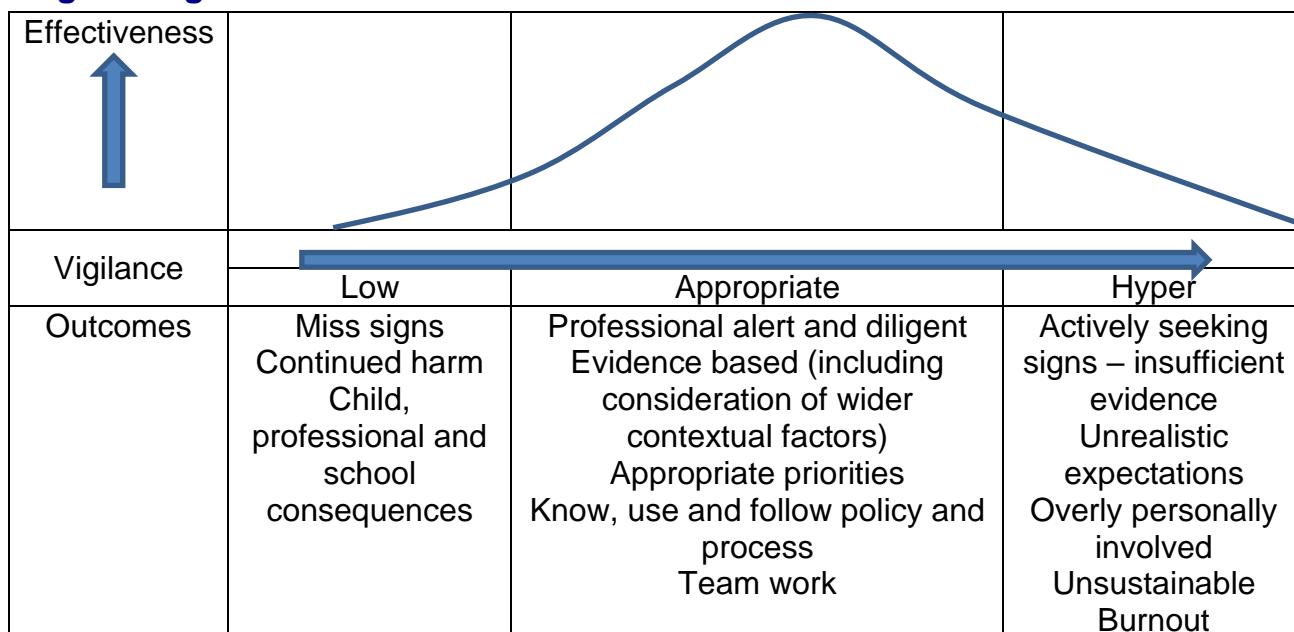 Effectiveness
Vigilance
Low
Appropriate
Hyper
Outcomes
Miss signs
Continued harm
Child,
professional and
school
consequences
Professional alert and diligent
Evidence based (including
consideration of wider
contextual factors)
Appropriate priorities
Know, use and follow policy and
process
Team work
Actively seeking
signs – insufficient
evidence
Unrealistic
expectations
Overly personally
involved
Unsustainable
Burnout